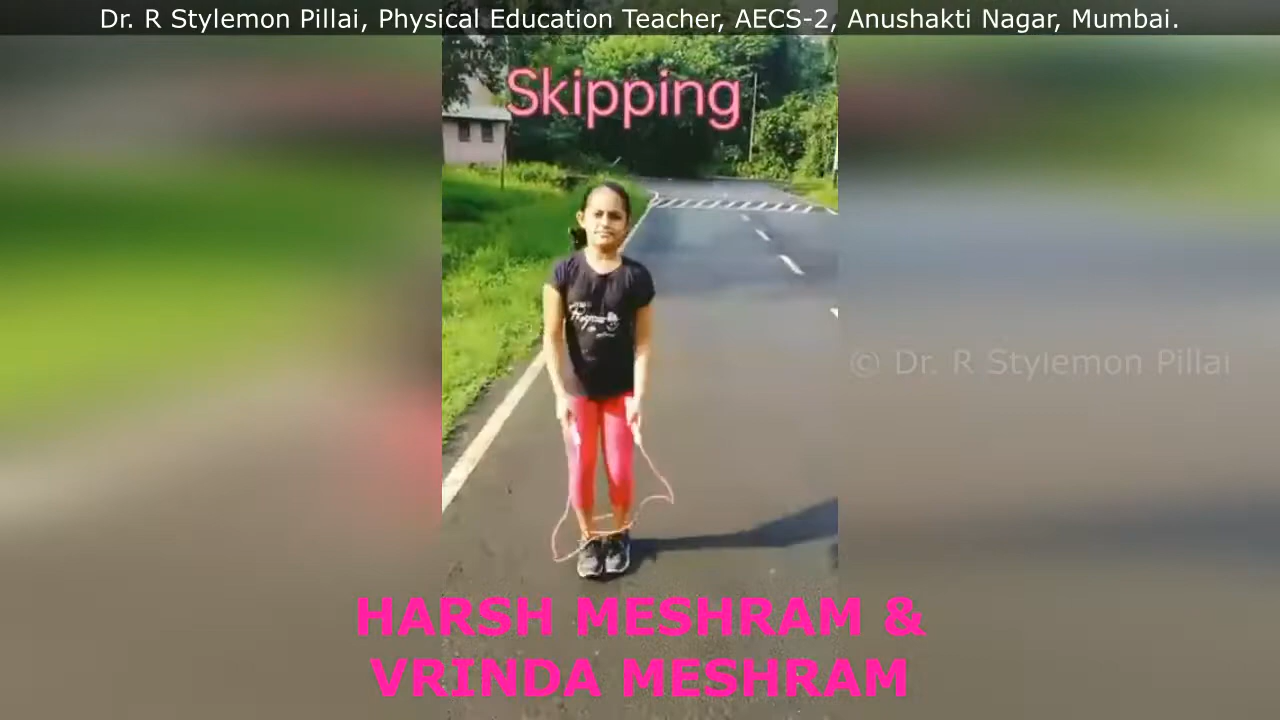 Dr. R Stylemon Pillai, Physical Education Teacher, AECS-2, Anushakti Nagar, Mumbai.
VITA
Skipping
© Dr. R Stylemon Pillai
HARSH MESHRAM &
VRINDA MESHRAM